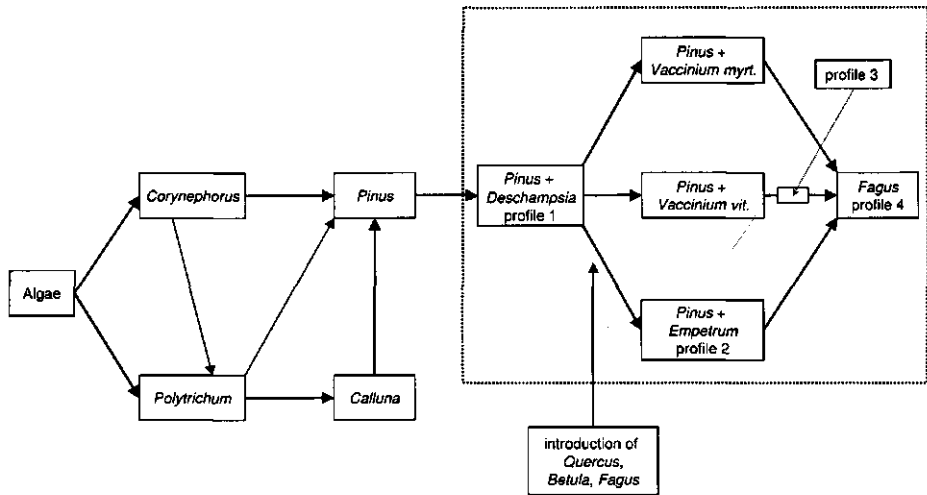 Algae
Corynephorus
Polytrichum
Pinus
Calluna
Pinus +
Deschampsia
profile 1
Pinus +
Vaccinium myrt.
Pinus +
Vaccinium vit.
Pinus +
Empetrum
profile 2
profile 3
Fagus
profile 4
introduction of
Quercus,
Betula, Fagus